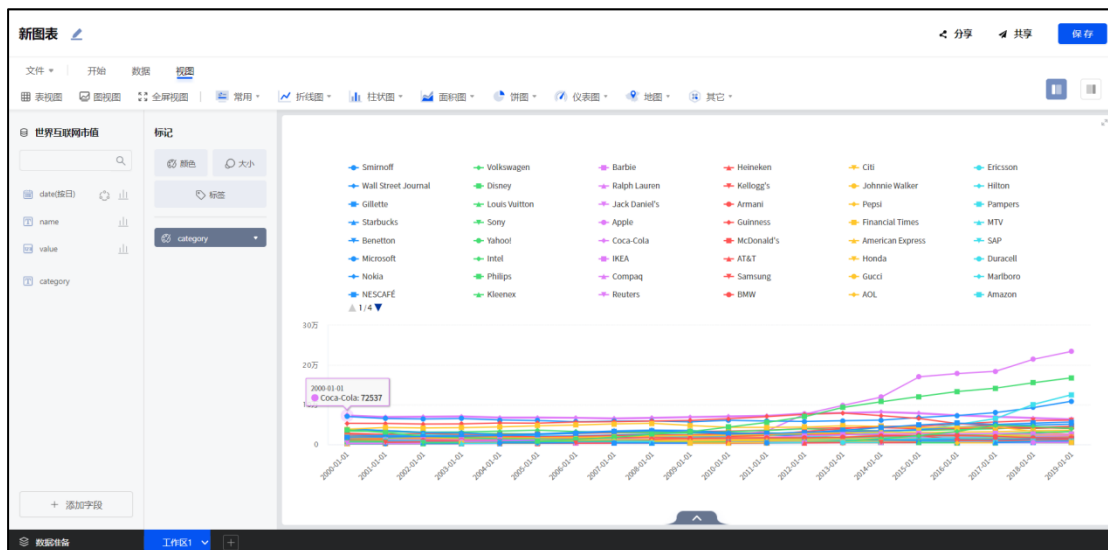 新图表
分享 共享 保存
文件 开始 数据 视图
表视图 图视图 全屏视图 常用 折线图 柱状图 面积图 饼图 仪表图 地图 其它
世界互联网市值
date(按日)
name
value
category
添加字段
标记
颜色 大小
标签
category
Smirnoff Volkswagen Barbie Heineken Citi Ericsson
Wall Street Journal Disney Ralph Lauren Kellogg's Johnnie Walker Hilton
Gillette Louis Vuitton Jack Daniel's Armani Pepsi Pampers
Starbucks Sony Apple Guinness Financial Times MTV
Benetton Yahoo! Coca-Cola McDonald's American Express SAP
Microsoft Intel IKEA AT&T Honda Duracell
Nokia Philips Compaq Samsung Gucci Marlboro
NESCAFÉ Kleenex Reuters BMW AOL Amazon
1/4
30万
20万
2000-01-01
Coca-Cola: 72537
0
2000-01-01 2001-01-01 2002-01-01 2003-01-01 2004-01-01 2005-01-01 2006-01-01 2007-01-01 2008-01-01 2009-01-01 2010-01-01 2011-01-01 2012-01-01 2013-01-01 2014-01-01 2015-01-01 2016-01-01 2017-01-01 2018-01-01 2019-01-01
数据准备 工作区1